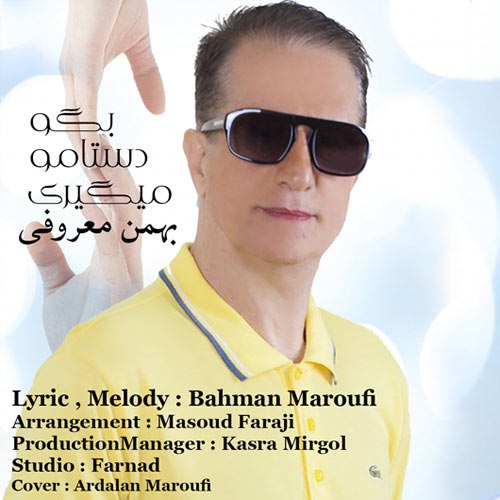 بگو
دستامو
میگیری
بهمن معروفی
Lyric , Melody : Bahman Maroufi
Arrangement : Masoud Faraji
ProductionManager : Kasra Mirgol
Studio : Farnad
Cover : Ardalan Maroufi